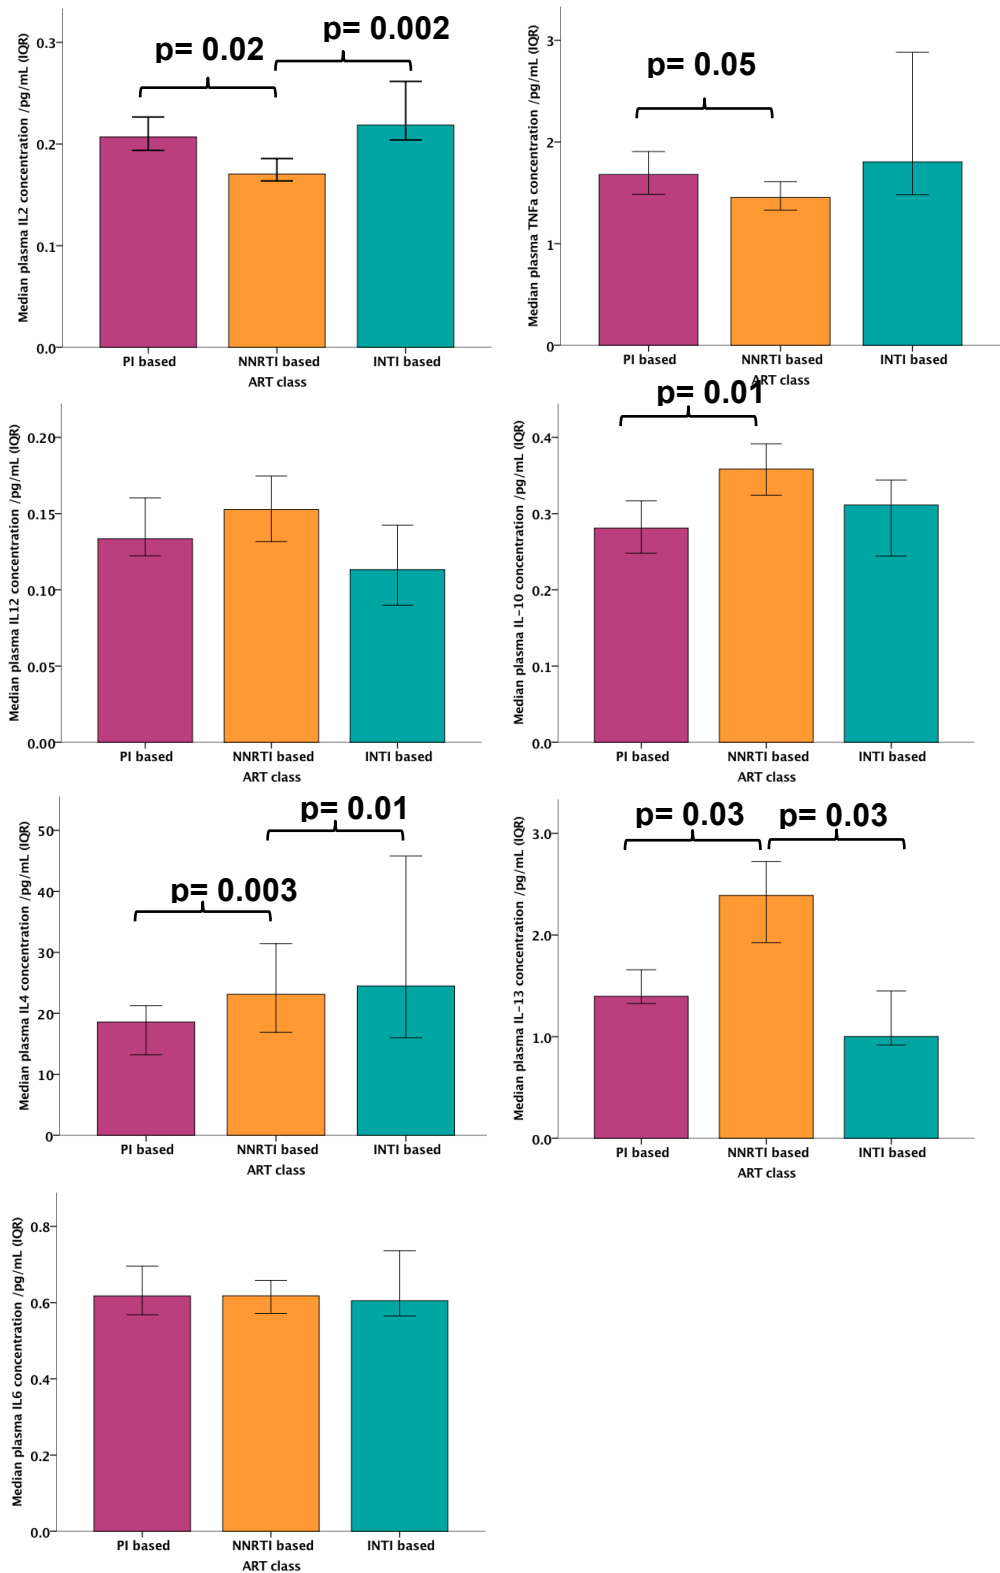 Median plasma IL2 concentration /pg/mL (IQR)
0.3
0.2
0.1
0.0
p= 0.02
p= 0.002
PI based
NNRTI based
INTI based
ART class
Median plasma TNFa concentration /pg/mL (IQR)
3
2
1
0
p= 0.05
PI based
NNRTI based
INTI based
ART class
Median plasma IL12 concentration /pg/mL (IQR)
0.20
0.15
0.10
0.05
0.00
PI based
NNRTI based
INTI based
ART class
Median plasma IL-10 concentration /pg/mL (IQR)
0.4
0.3
0.2
0.1
0.0
p= 0.01
PI based
NNRTI based
INTI based
ART class
Median plasma IL4 concentration /pg/mL (IQR)
50
40
30
20
10
0
p= 0.003
p= 0.01
PI based
NNRTI based
INTI based
ART class
Median plasma IL-13 concentration /pg/mL (IQR)
3.0
2.0
1.0
0.0
p= 0.03
p= 0.03
PI based
NNRTI based
INTI based
ART class
Median plasma IL6 concentration /pg/mL (IQR)
0.8
0.6
0.4
0.2
0.0
PI based
NNRTI based
INTI based
ART class